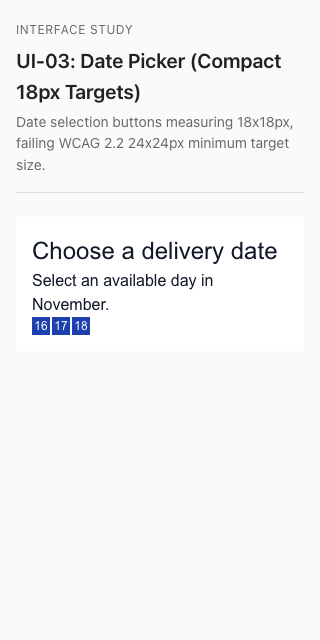 INTERFACE STUDY
UI-03: Date Picker (Compact
18px Targets)
Date selection buttons measuring 18x18px,
failing WCAG 2.2 24x24px minimum target
size.
Choose a delivery date
Select an available day in
November.
16 17 18